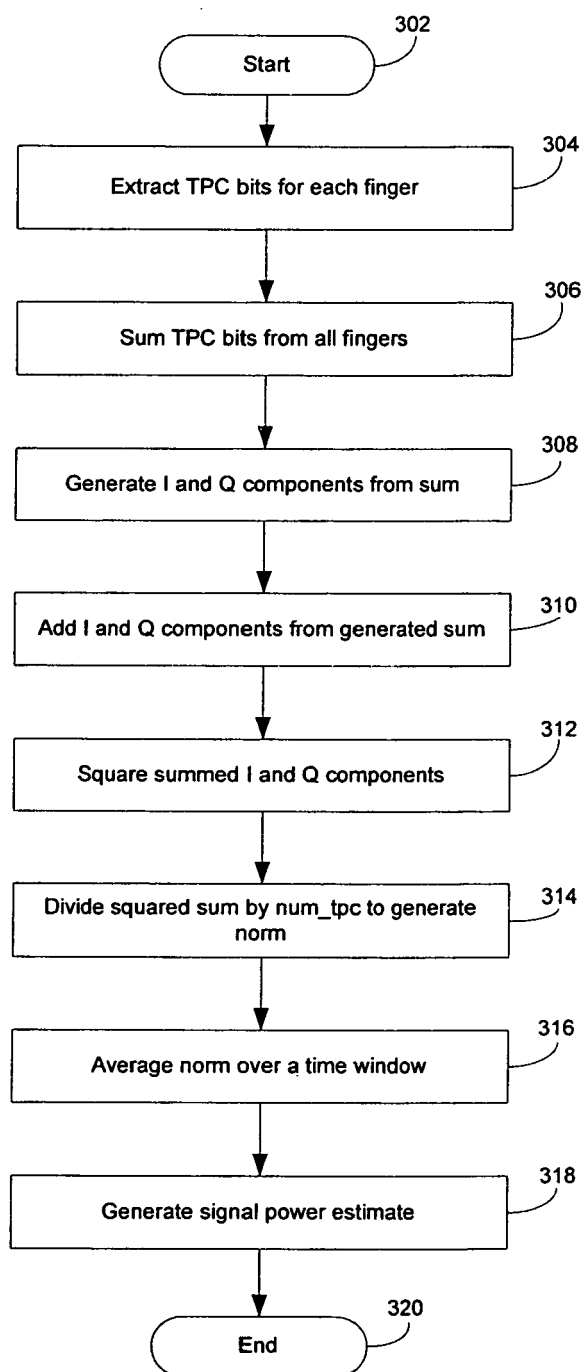 302
Start
304
Extract TPC bits for each finger
306
Sum TPC bits from all fingers
308
Generate I and Q components from sum
310
Add I and Q components from generated sum
312
Square summed I and Q components
314
Divide squared sum by num_tpc to generate
norm
316
Average norm over a time window
318
Generate signal power estimate
320
End